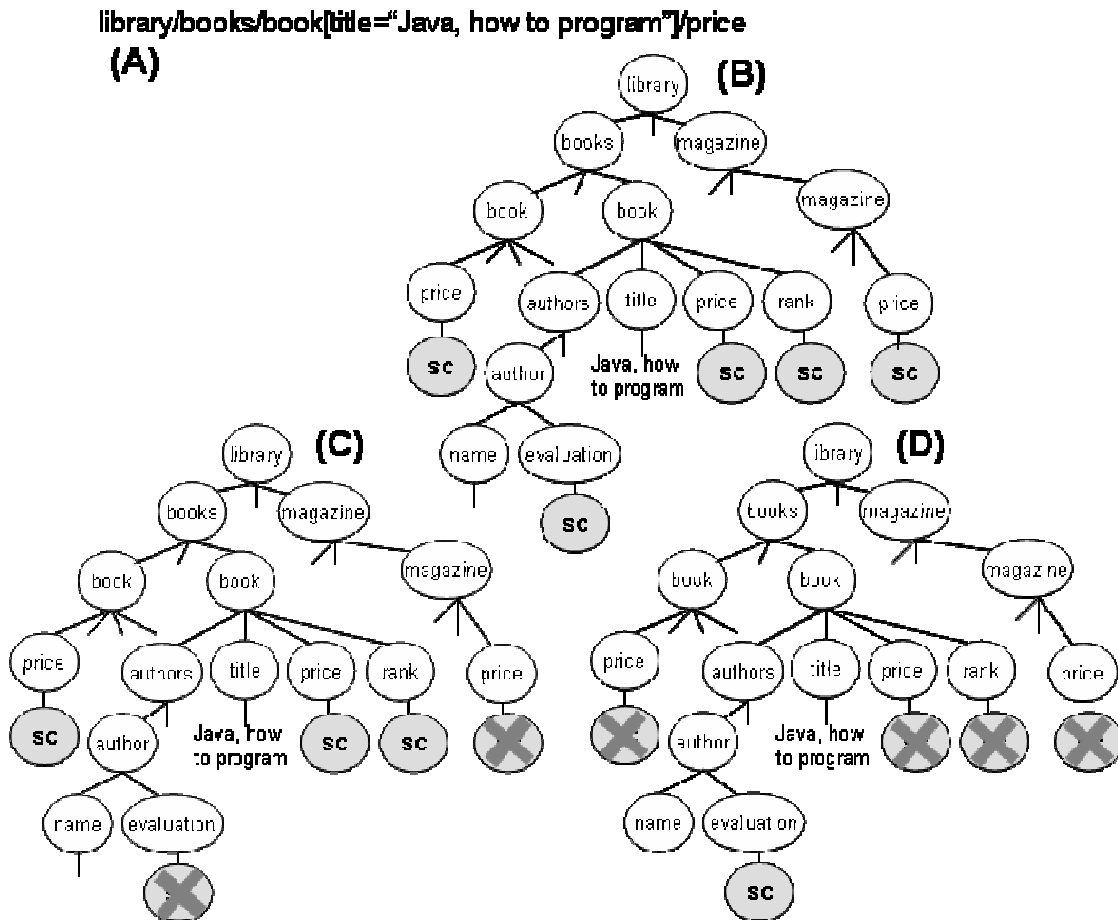 library/books/book[title=“Java, how to program”]/price
(A)
(B)
library
books
magazine
book
book
magazine
price
authors
title
price
rank
price
sc
author
Java, how
to program
sc
sc
sc
name
evaluation
sc
(C)
library
books
magazine
book
book
magazine
price
authors
title
price
rank
price
sc
author
Java, how
to program
sc
sc
name
evaluation
(D)
library
books
magazine
book
book
magazine
price
authors
title
price
rank
price
author
Java, how
to program
name
evaluation
sc